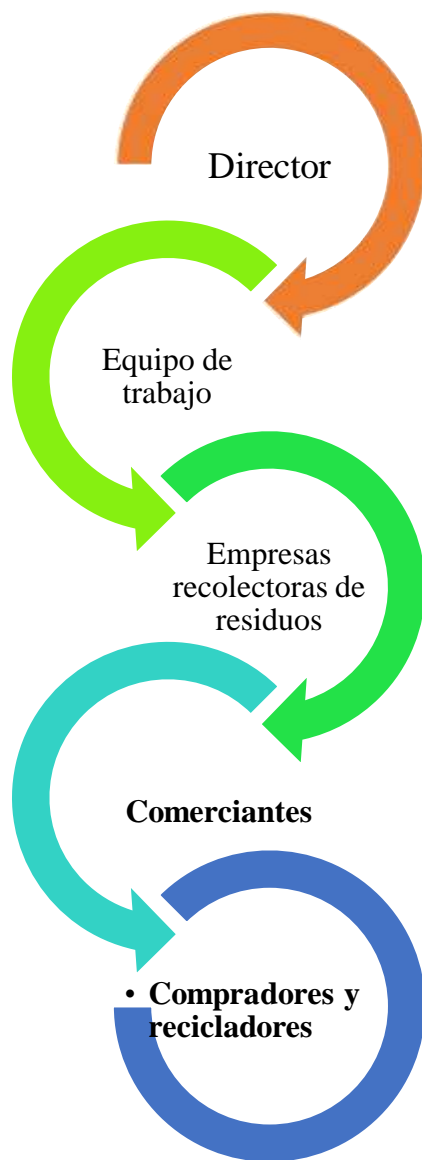 Director
Equipo de
trabajo
Empresas
recolectoras de
residuos
Comerciantes
• Compradores y
recicladores